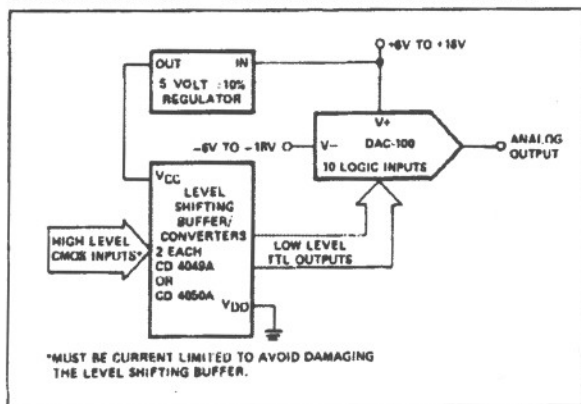 +6V TO +18V
OUT IN
5 VOLT ±10%
REGULATOR
V+
-6V TO -18V
V-
DAC-100
10 LOGIC INPUTS
ANALOG
OUTPUT
VCC
LEVEL
SHIFTING
BUFFER/
CONVERTERS
2 EACH
CD 4049A
OR
CD 4050A
VDD
HIGH LEVEL
CMOS INPUTS*
LOW LEVEL
TTL OUTPUTS
*MUST BE CURRENT LIMITED TO AVOID DAMAGING
THE LEVEL SHIFTING BUFFER.